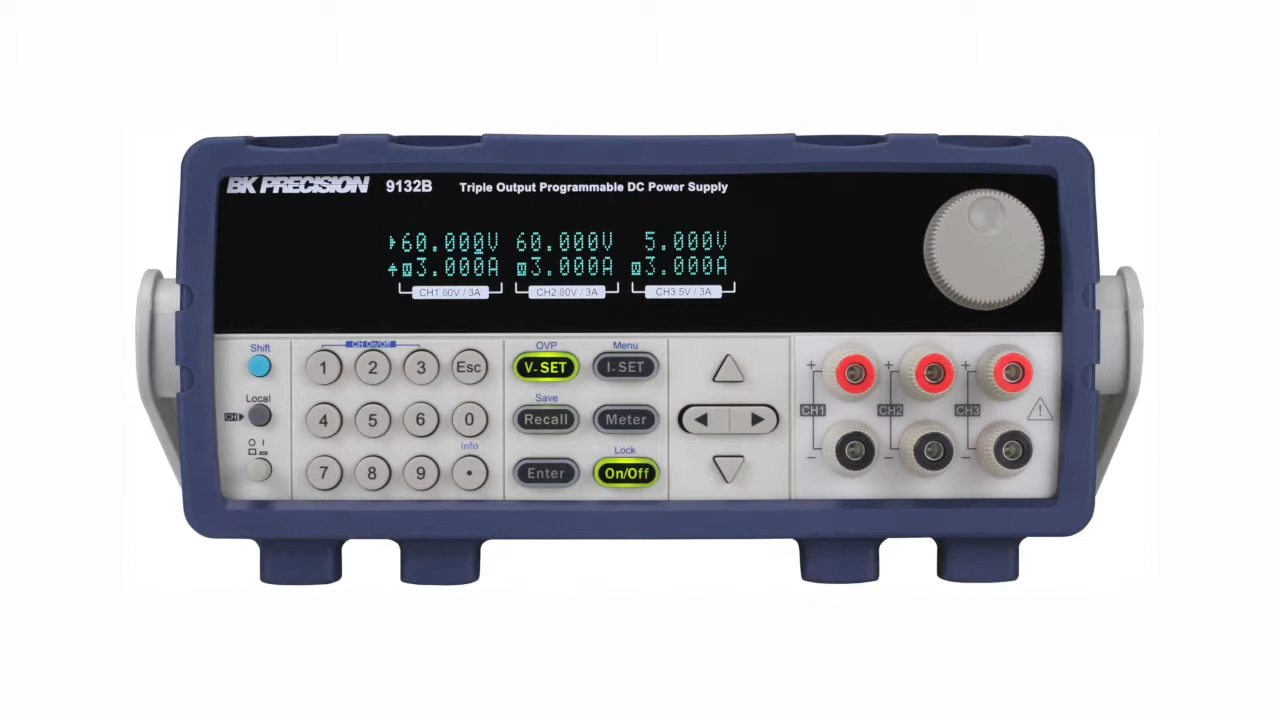 BK PRECISION 9132B Triple Output Programmable DC Power Supply
60.000V 60.000V 5.000V
3.000A 3.000A 3.000A
CH1:60V / 3A CH2:60V / 3A CH3:5V / 3A
Shift CH On/Off OVP Menu
1 2 3 Esc V-SET I-SET
Local Save
CH 4 5 6 0 Recall Meter CH1 CH2 CH3
Info Lock
7 8 9 • Enter On/Off